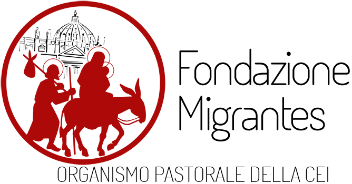 Fondazione
Migrantes
ORGANISMO PASTORALE DELLA CEI